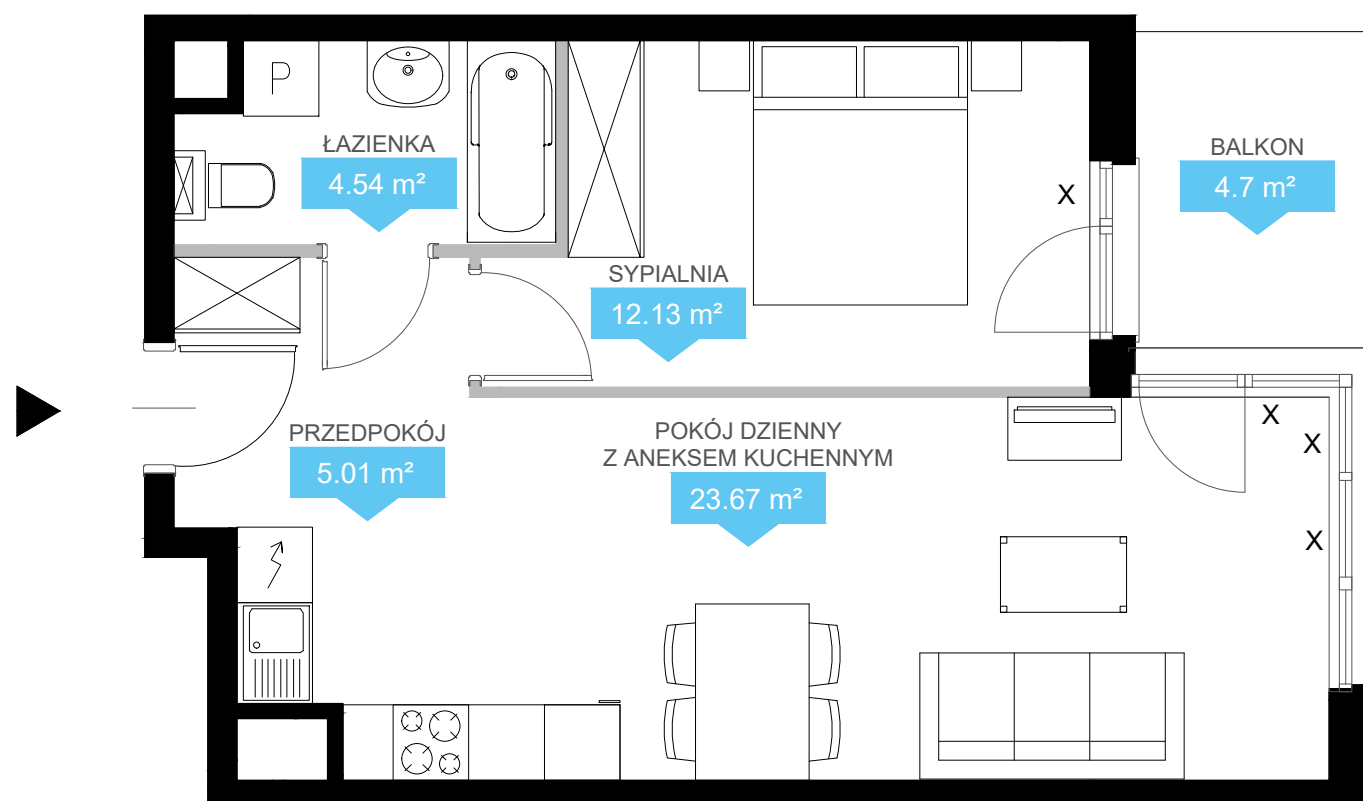 P
ŁAZIENKA
4.54 m²
BALKON
4.7 m²
X
SYPIALNIA
12.13 m²
PRZEDPOKÓJ
5.01 m²
POKÓJ DZIENNY
Z ANEKSEM KUCHENNYM
23.67 m²
X
X
X